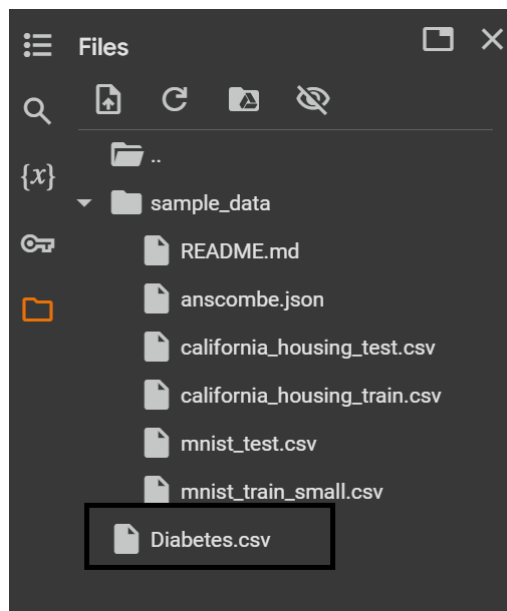 Files
{x}
..
sample_data
README.md
anscombe.json
california_housing_test.csv
california_housing_train.csv
mnist_test.csv
mnist_train_small.csv
Diabetes.csv